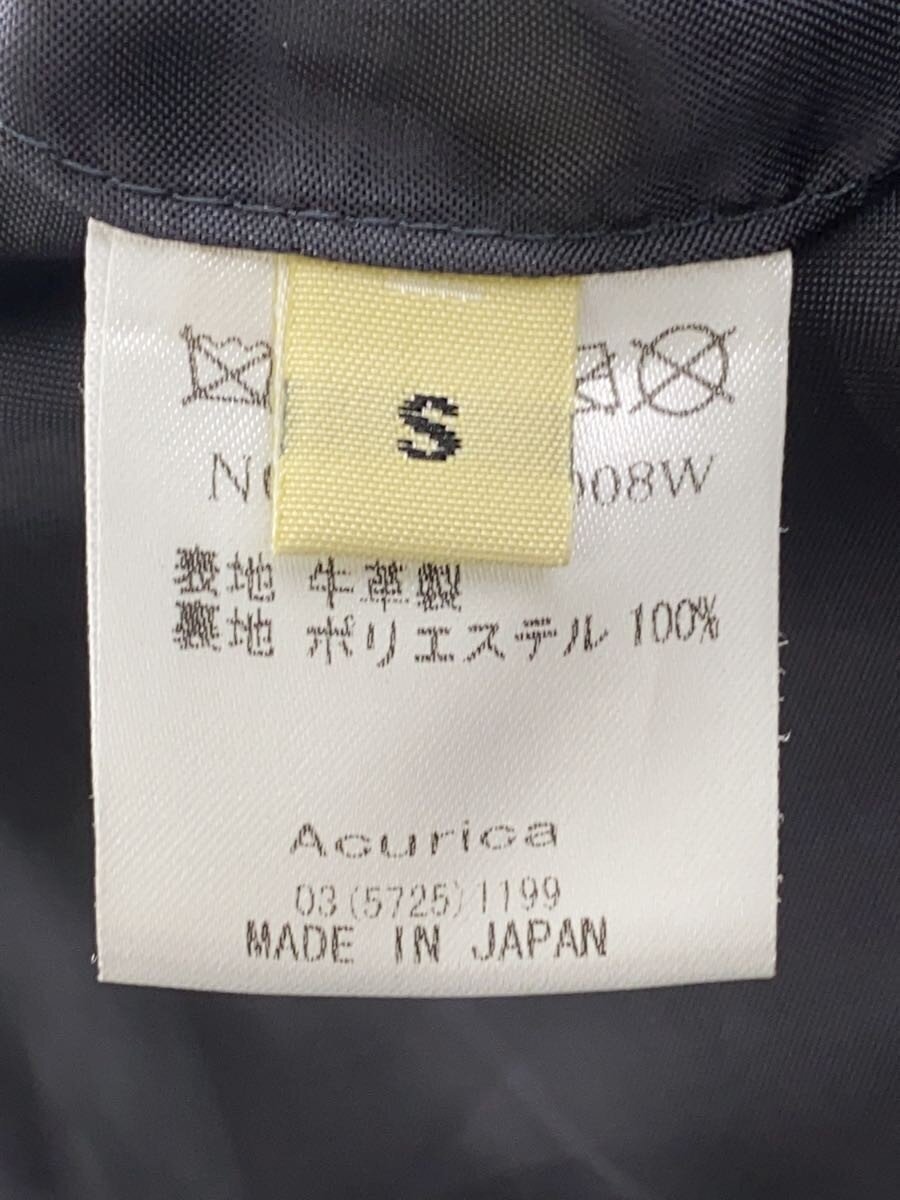 S
008W
表地 牛革製
裏地 ポリエステル 100%
Acurica
03(5725)1199
MADE IN JAPAN